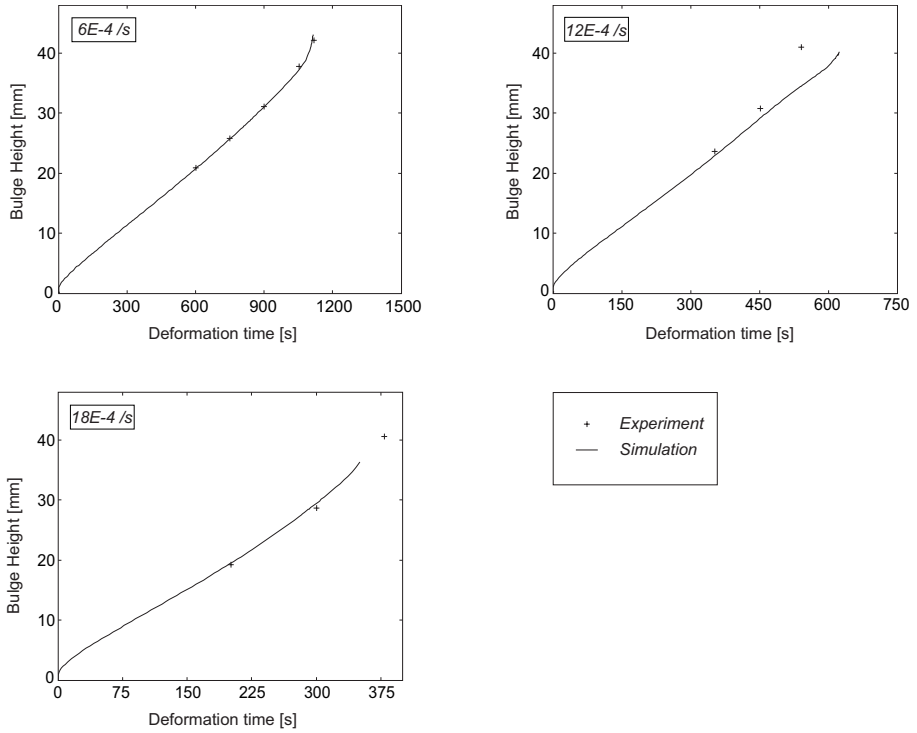 6E-4 /s
Bulge Height [mm]
40
30
20
10
0
0 300 600 900 1200 1500
Deformation time [s]
12E-4 /s
Bulge Height [mm]
40
30
20
10
0
0 150 300 450 600 750
Deformation time [s]
18E-4 /s
Bulge Height [mm]
40
30
20
10
0
0 75 150 225 300 375
Deformation time [s]
Experiment
Simulation